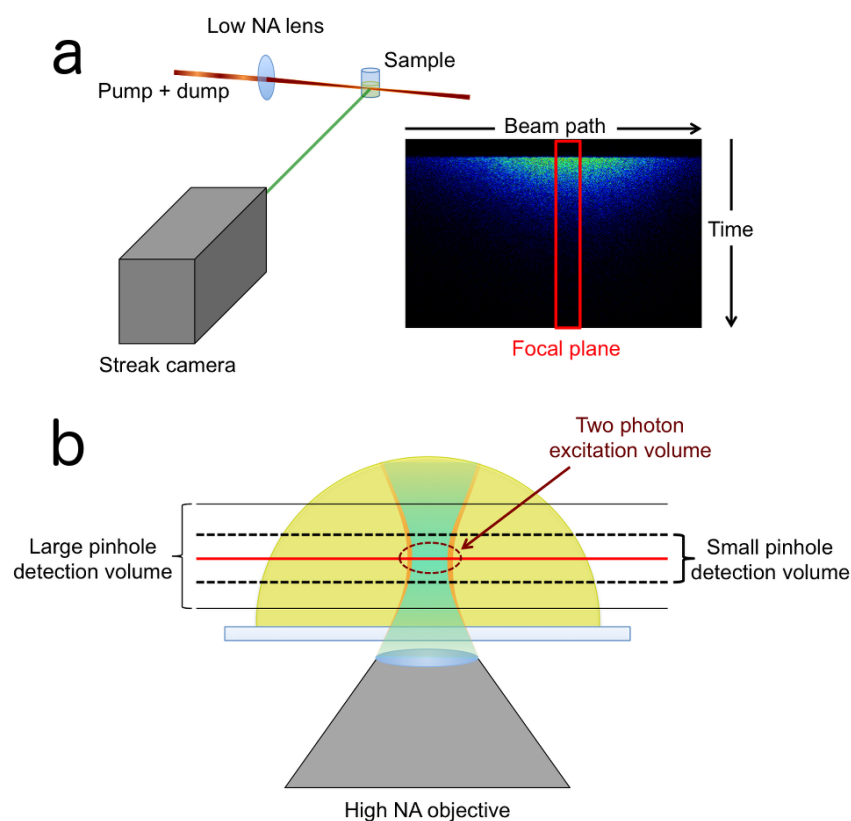 a
Low NA lens
Sample
Pump + dump
Beam path
Time
Focal plane
Streak camera
b
Two photon
excitation volume
Large pinhole
detection volume
Small pinhole
detection volume
High NA objective